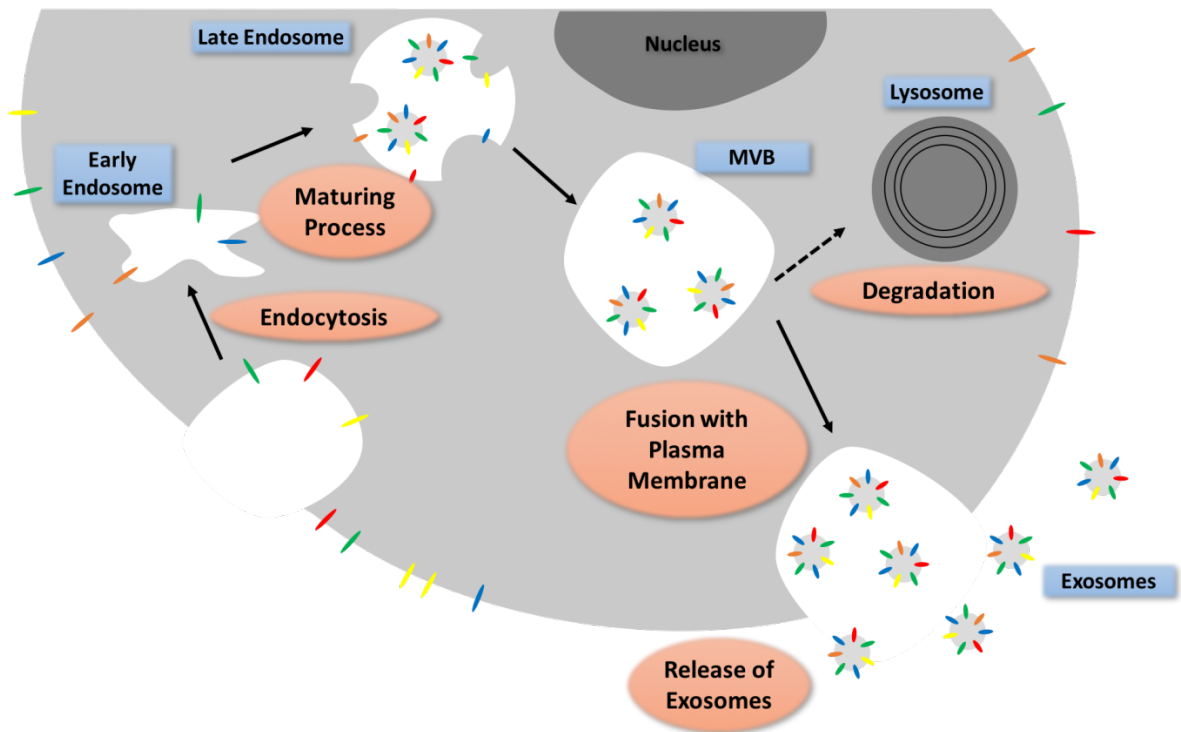 Late Endosome
Nucleus
Lysosome
Early
Endosome
MVB
Maturing
Process
Degradation
Endocytosis
Fusion with
Plasma
Membrane
Exosomes
Release of
Exosomes